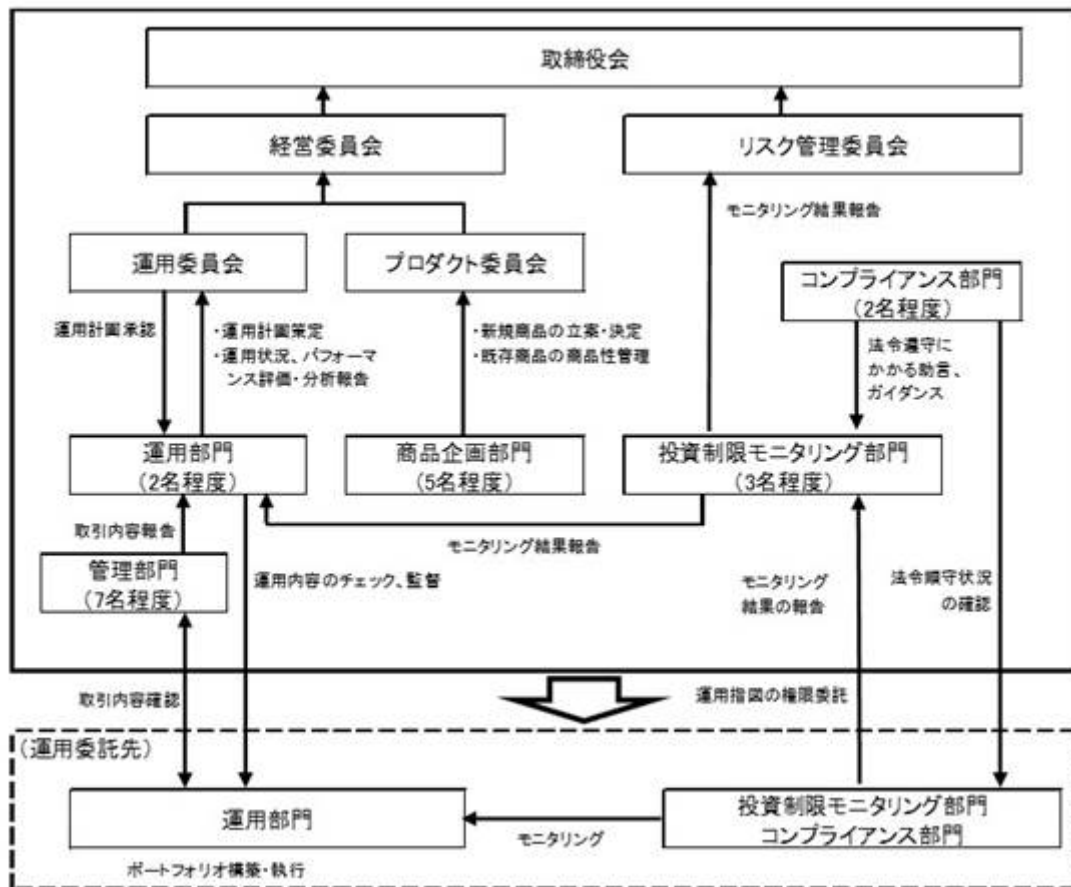 取締役会
経営委員会
リスク管理委員会
モニタリング結果報告
運用委員会
プロダクト委員会
コンプライアンス部門
(2名程度)
運用計画承認
・運用計画策定
・運用状況、パフォーマ
ンス評価・分析報告
・新規商品の立案・決定
・既存商品の商品性管理
法令遵守に
かかる助言、
ガイダンス
運用部門
(2名程度)
商品企画部門
(5名程度)
投資制限モニタリング部門
(3名程度)
取引内容報告
モニタリング結果報告
管理部門
(7名程度)
運用内容のチェック、監督
モニタリング
結果の報告
法令順守状況
の確認
取引内容確認
運用指図の権限委託
(運用委託先)
運用部門
モニタリング
投資制限モニタリング部門
コンプライアンス部門
ポートフォリオ構築・執行